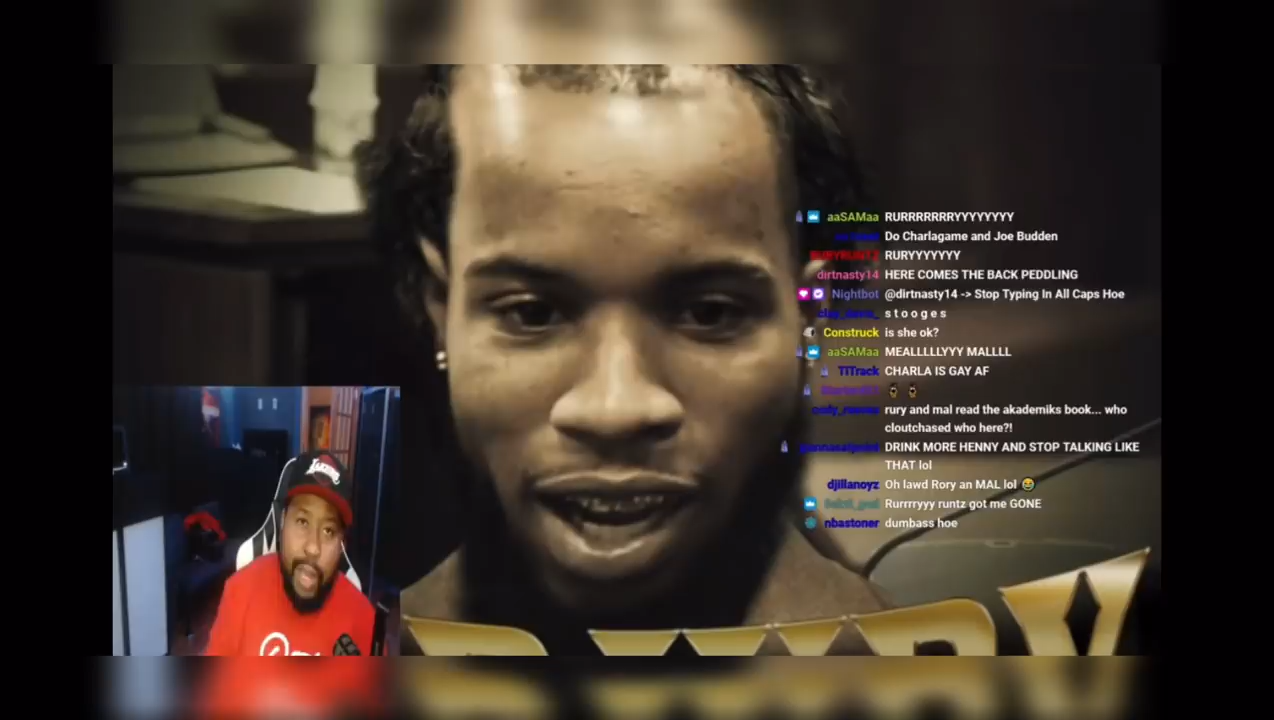 aaSAMaa RURRRRRRRYYYYYYYY
Do Charlagame and Joe Budden
RURYYYYYYY
dirtnasty14 HERE COMES THE BACK PEDDLING
Nightbot @dirtnasty14 -> Stop Typing In All Caps Hoe
s t o o g e s
Construck is she ok?
aaSAMaa MEALLLLLYYY MALLLL
TITrack CHARLA IS GAY AF
rury and mal read the akademiks book... who
cloutchased who here?!
DRINK MORE HENNY AND STOP TALKING LIKE
THAT lol
djillanoyz Oh lawd Rory an MAL lol 😂
Rurrrryyy runtz got me GONE
nbastoner dumbass hoe